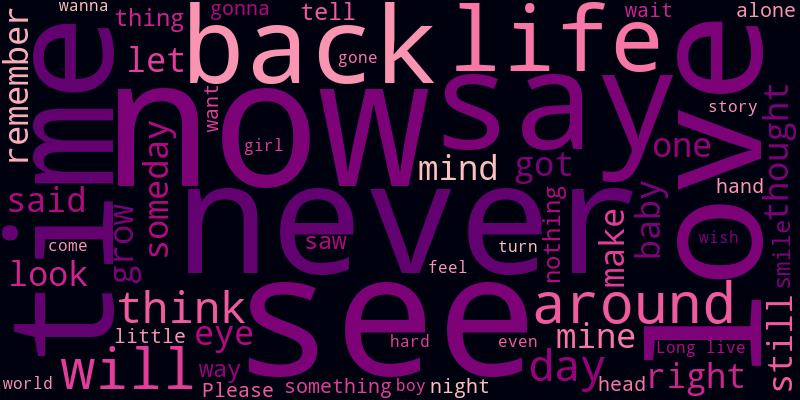 wanna
thing
gonna
tell
wait
alone
remember
time
let
back
gone
life
love
now
want
girl
say
story
thought
someday
mind
got
one
hand
said
grow
never
saw
turn
nothing
make
baby
wish
smile
come
look
feel
think
see
around
little
eye
hard
even
mine
Long live
still
world
will
way
Please
something
boy
night
day
head
right